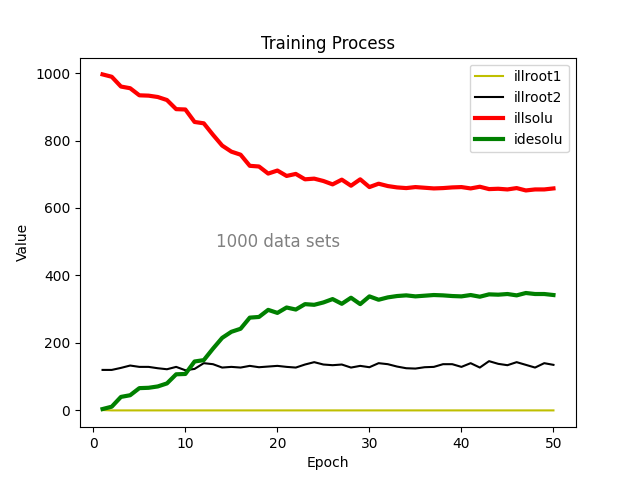 Training Process
1000
800
600
400
200
0
Value
illroot1
illroot2
illsolu
idesolu
1000 data sets
0 10 20 30 40 50
Epoch